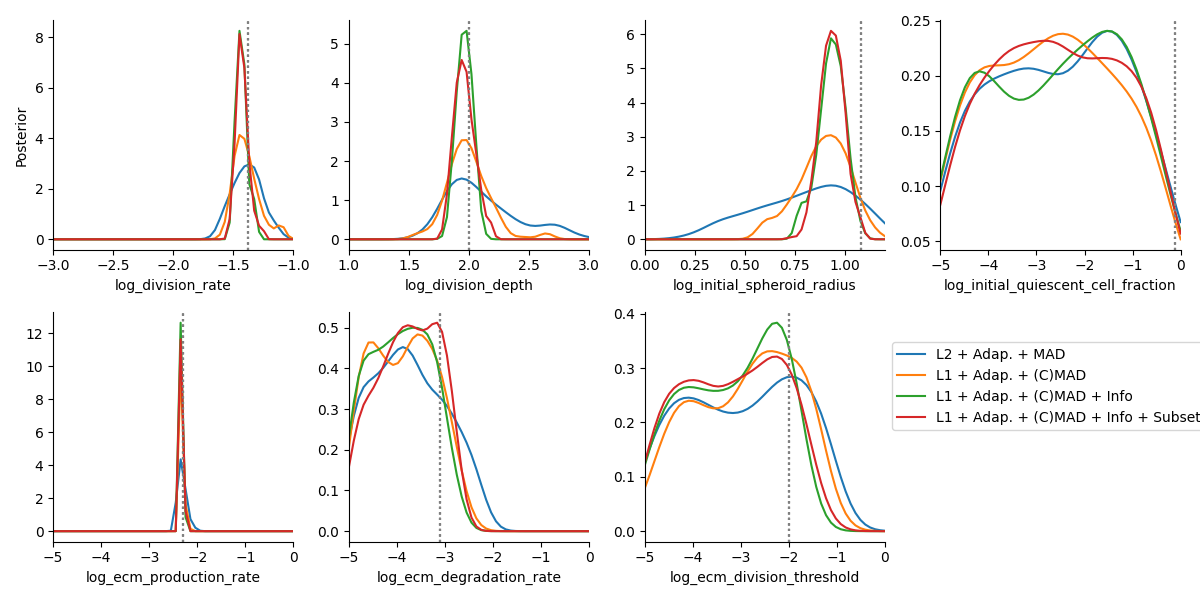 Posterior
8
6
4
2
0
−3.0 −2.5 −2.0 −1.5 −1.0
log_division_rate
5
4
3
2
1
0
1.0 1.5 2.0 2.5 3.0
log_division_depth
6
5
4
3
2
1
0
0.00 0.25 0.50 0.75 1.00
log_initial_spheroid_radius
0.25
0.20
0.15
0.10
0.05
−5 −4 −3 −2 −1 0
log_initial_quiescent_cell_fraction
12
10
8
6
4
2
0
−5 −4 −3 −2 −1 0
log_ecm_production_rate
0.5
0.4
0.3
0.2
0.1
0.0
−5 −4 −3 −2 −1 0
log_ecm_degradation_rate
0.4
0.3
0.2
0.1
0.0
−5 −4 −3 −2 −1 0
log_ecm_division_threshold
L2 + Adap. + MAD
L1 + Adap. + (C)MAD
L1 + Adap. + (C)MAD + Info
L1 + Adap. + (C)MAD + Info + Subset